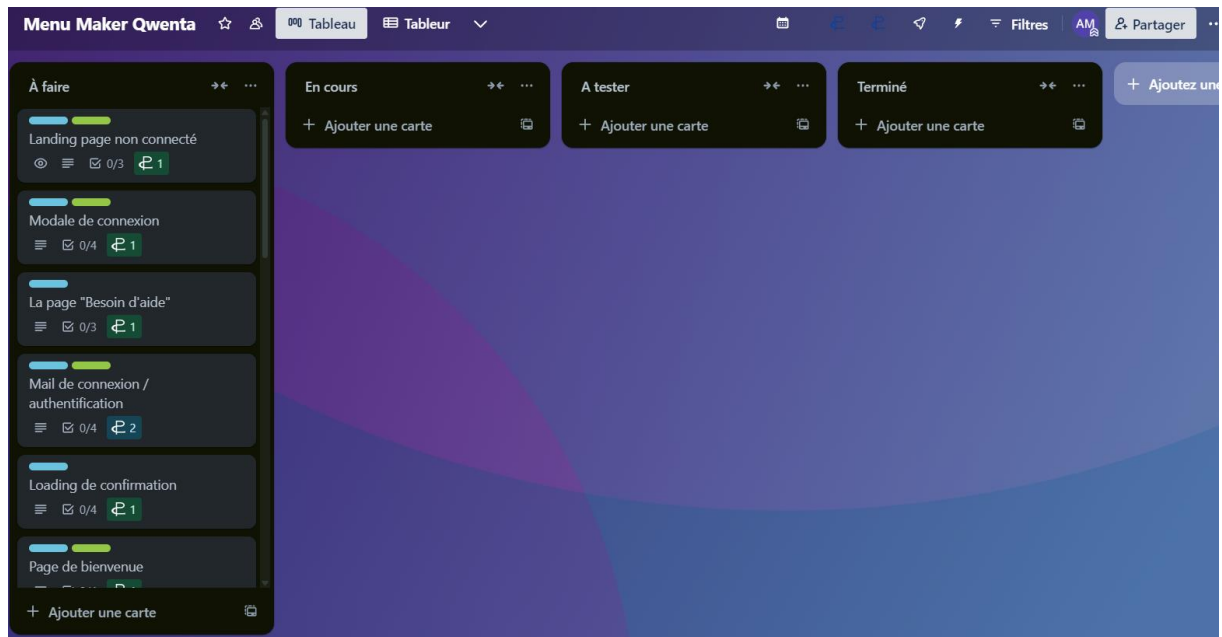 Menu Maker Qwenta
Tableau
Tableur
Filtres
AM
Partager
À faire
Landing page non connecté
0/3
1
Modale de connexion
0/4
1
La page "Besoin d'aide"
0/3
1
Mail de connexion /
authentification
0/4
2
Loading de confirmation
0/4
1
Page de bienvenue
+ Ajouter une carte
En cours
+ Ajouter une carte
A tester
+ Ajouter une carte
Terminé
+ Ajouter une carte
+ Ajoutez une